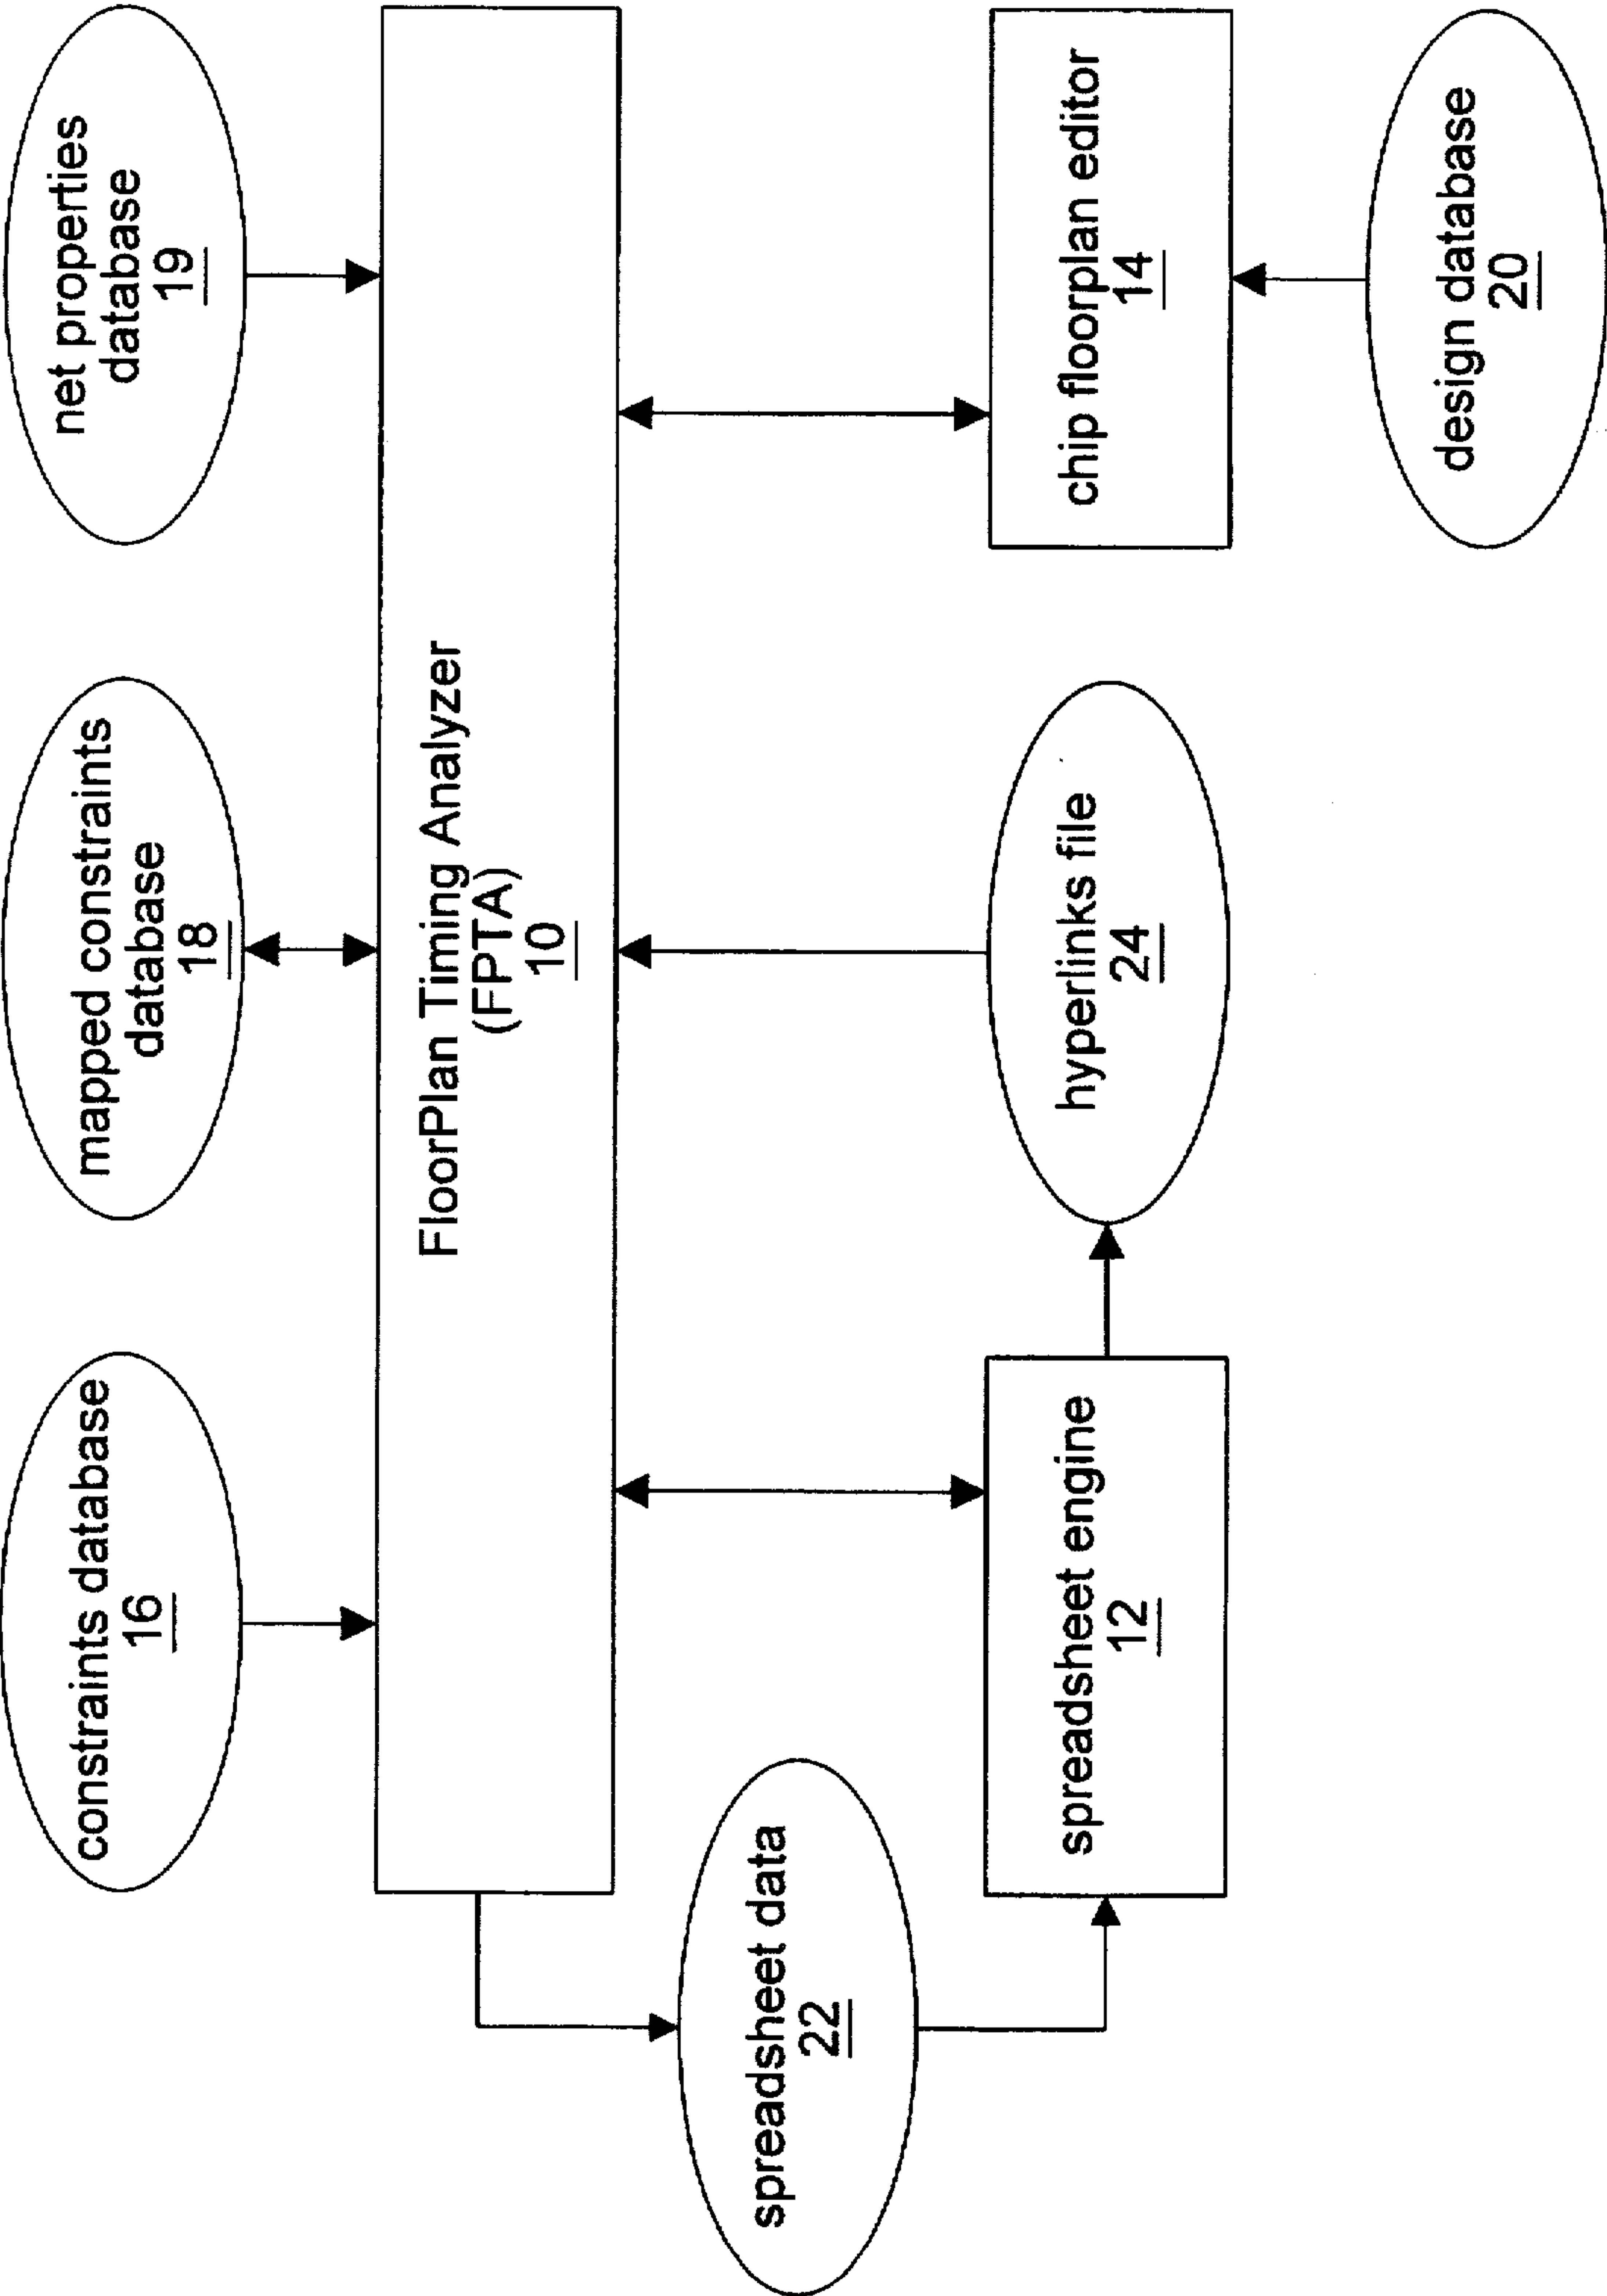 constraints database
16
mapped constraints
database
18
net properties
database
19
FloorPlan Timing Analyzer
(FPTA)
10
spreadsheet data
22
spreadsheet engine
12
hyperlinks file
24
chip floorplan editor
14
design database
20